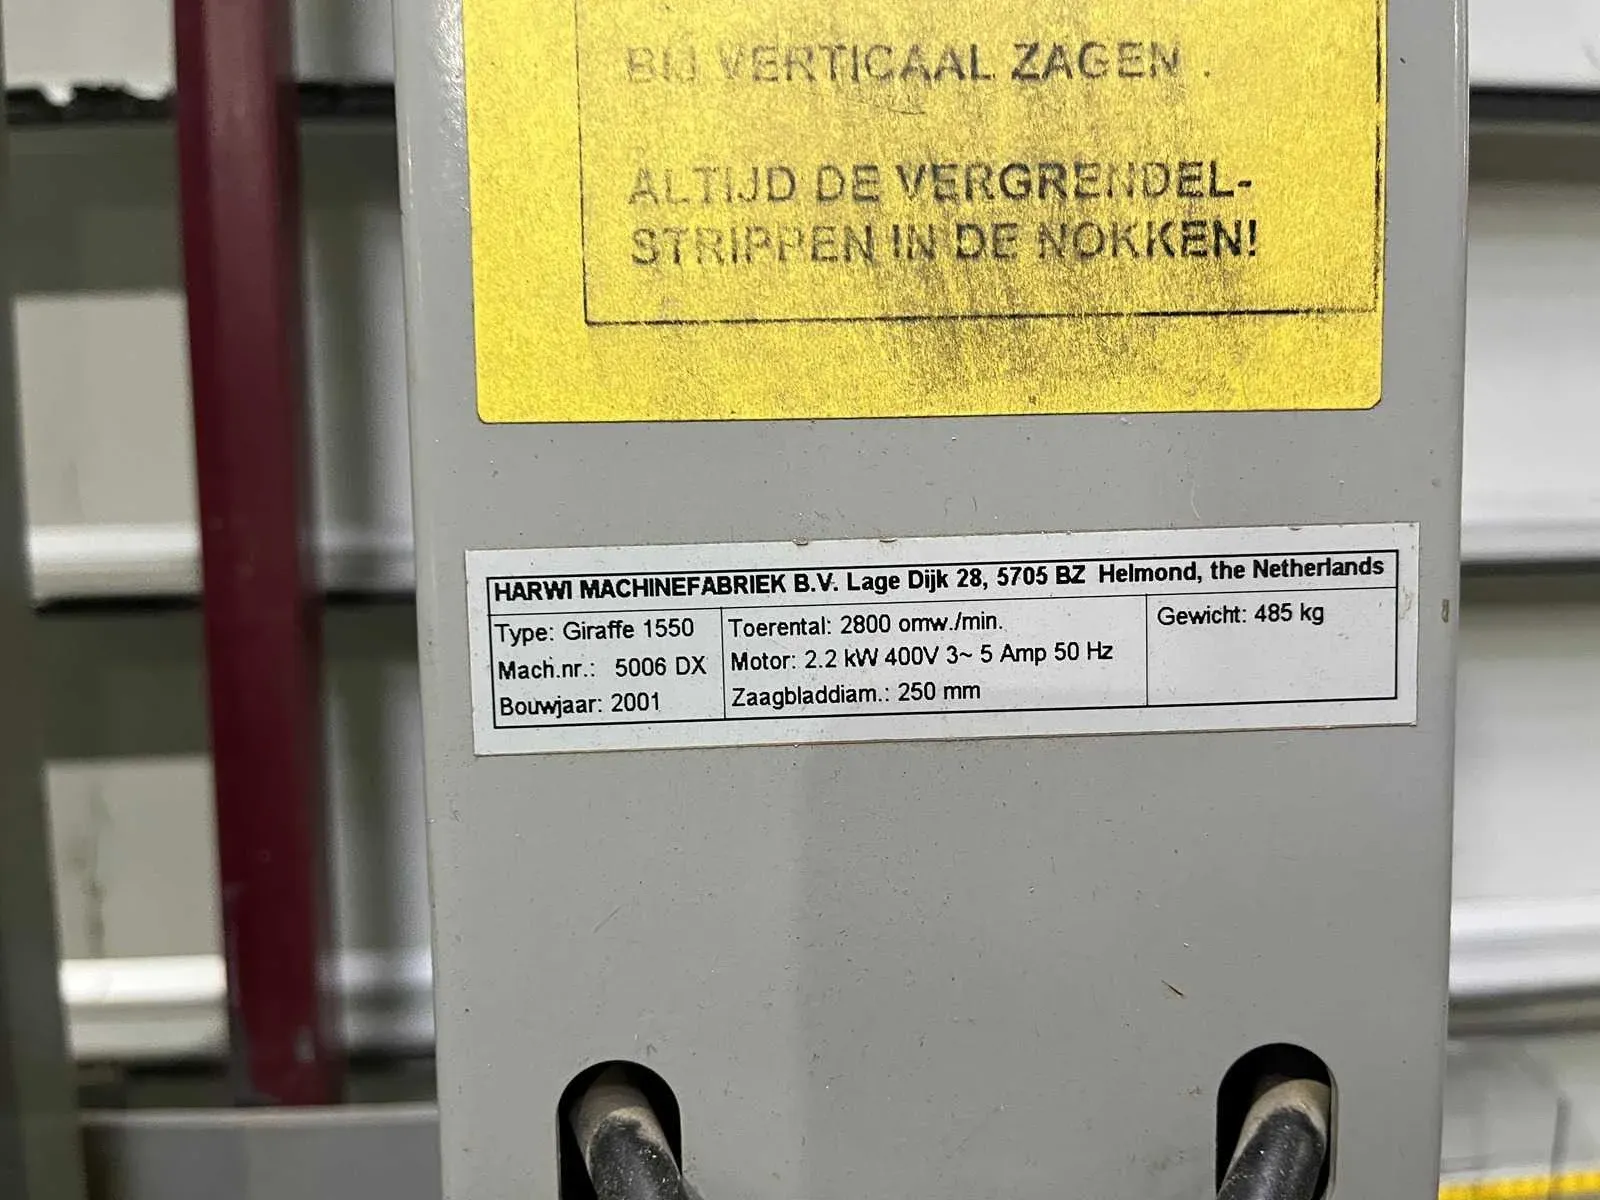 BIJ VERTICAAL ZAGEN.
ALTIJD DE VERGRENDEL-
STRIPPEN IN DE NOKKEN!
HARWI MACHINEFABRIEK B.V. Lage Dijk 28, 5705 BZ Helmond, the Netherlands
Type: Giraffe 1550
Mach.nr.: 5006 DX
Bouwjaar: 2001
Toerental: 2800 omw./min.
Motor: 2.2 kW 400V 3~ 5 Amp 50 Hz
Zaagbladdiam.: 250 mm
Gewicht: 485 kg